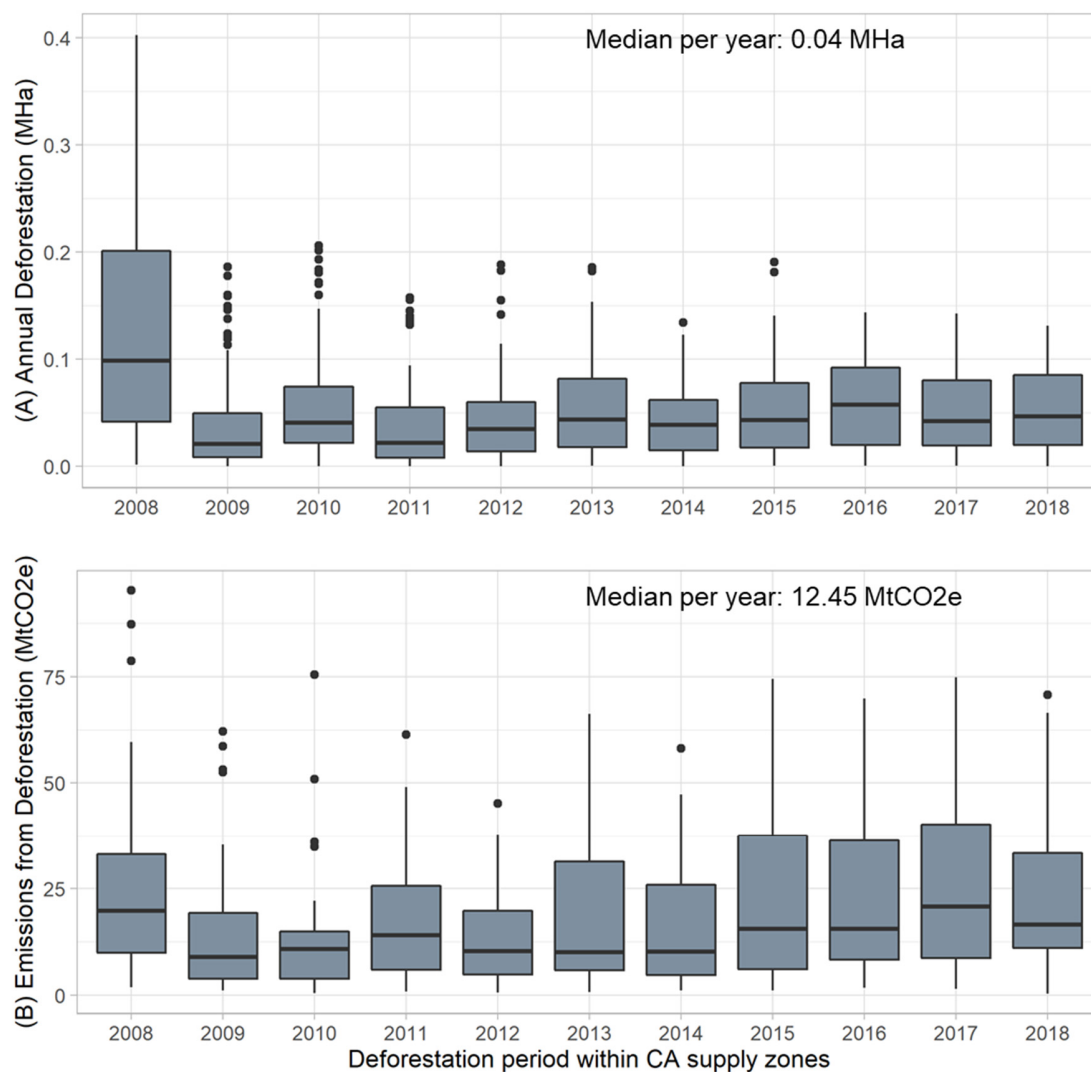 (A) Annual Deforestation (MHa)
Median per year: 0.04 MHa
0.4
0.3
0.2
0.1
0.0
2008 2009 2010 2011 2012 2013 2014 2015 2016 2017 2018
(B) Emissions from Deforestation (MtCO2e)
Median per year: 12.45 MtCO2e
75
50
25
0
2008 2009 2010 2011 2012 2013 2014 2015 2016 2017 2018
Deforestation period within CA supply zones